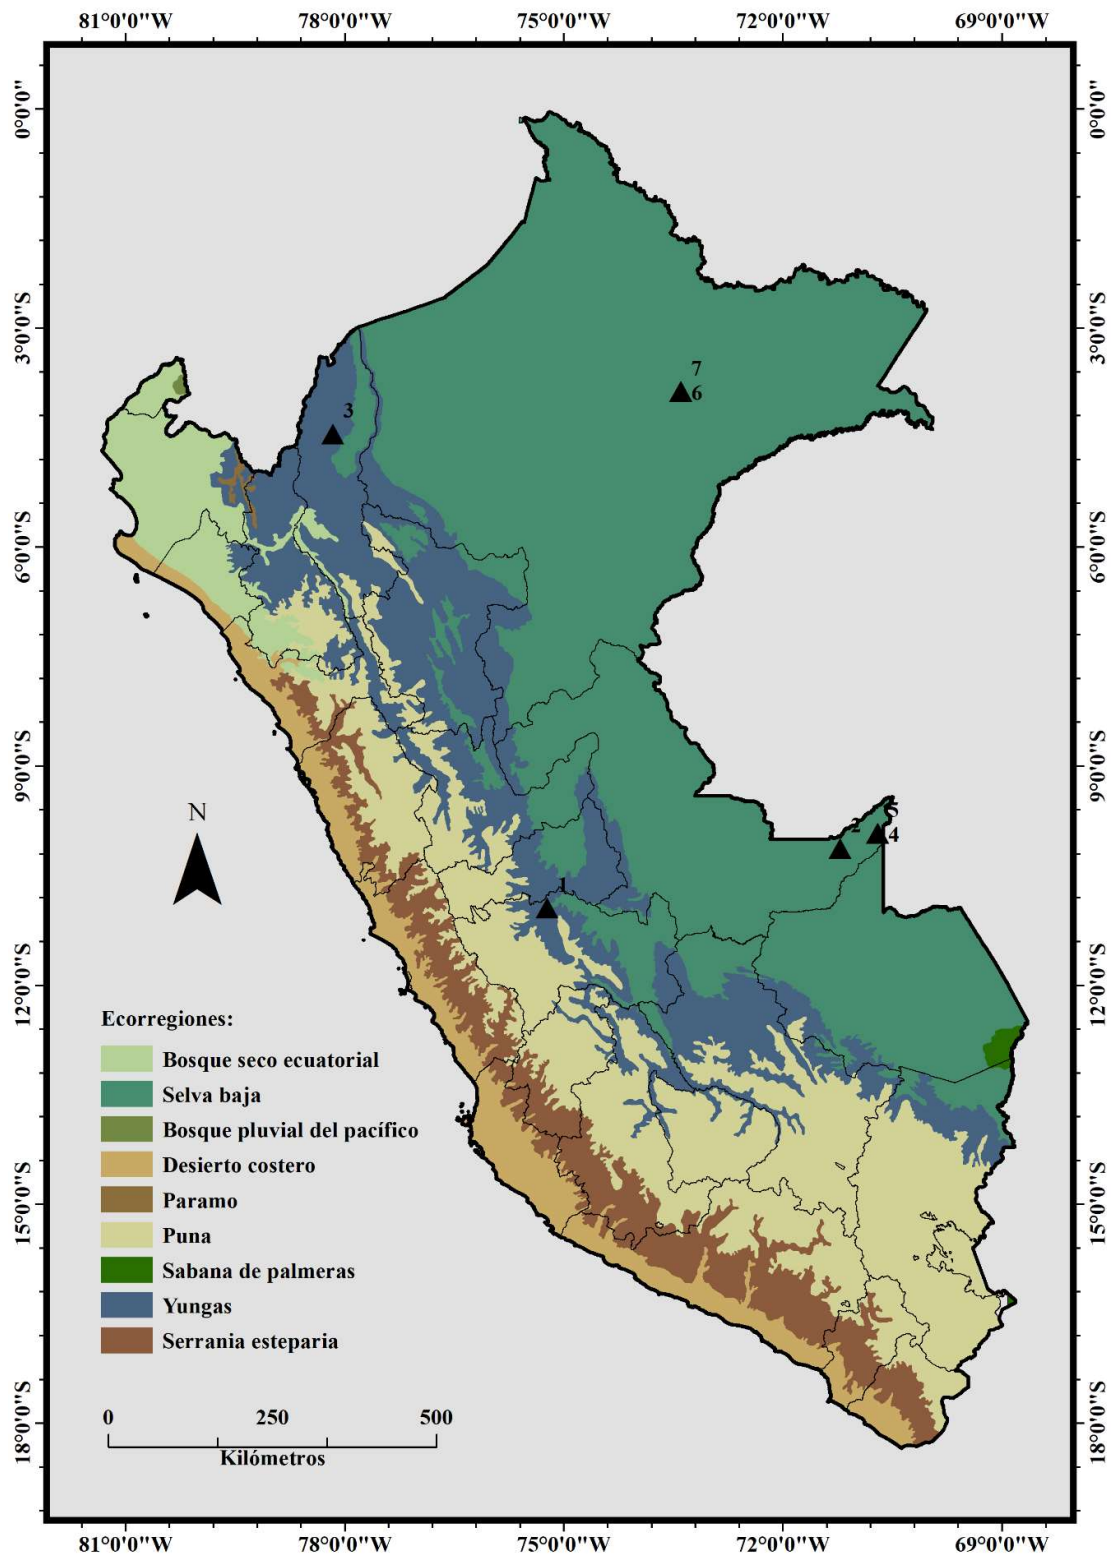 81°0'0"W 78°0'0"W 75°0'0"W 72°0'0"W 69°0'0"W
0°0'0" 0°0'0"
3°0'0"S 3°0'0"S
7
6
3
6°0'0"S 6°0'0"S
9°0'0"S 9°0'0"S
N
5
2
4
1
12°0'0"S 12°0'0"S
Ecorregiones:
Bosque seco ecuatorial
Selva baja
Bosque pluvial del pacífico
Desierto costero
Paramo
Puna
Sabana de palmeras
Yungas
Serrania esteparia
15°0'0"S 15°0'0"S
0 250 500
Kilómetros
18°0'0"S 18°0'0"S
81°0'0"W 78°0'0"W 75°0'0"W 72°0'0"W 69°0'0"W